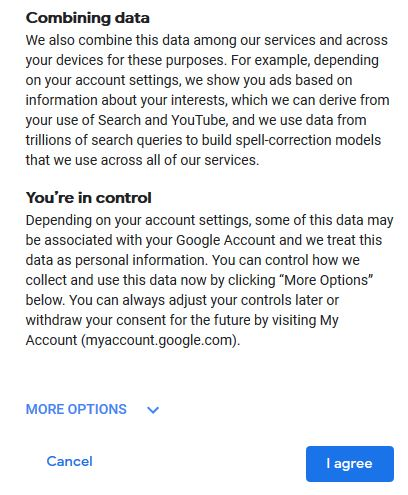 Combining data
We also combine this data among our services and across
your devices for these purposes. For example, depending
on your account settings, we show you ads based on
information about your interests, which we can derive from
your use of Search and YouTube, and we use data from
trillions of search queries to build spell-correction models
that we use across all of our services.
You're in control
Depending on your account settings, some of this data may
be associated with your Google Account and we treat this
data as personal information. You can control how we
collect and use this data now by clicking “More Options”
below. You can always adjust your controls later or
withdraw your consent for the future by visiting My
Account (myaccount.google.com).
MORE OPTIONS
Cancel
I agree